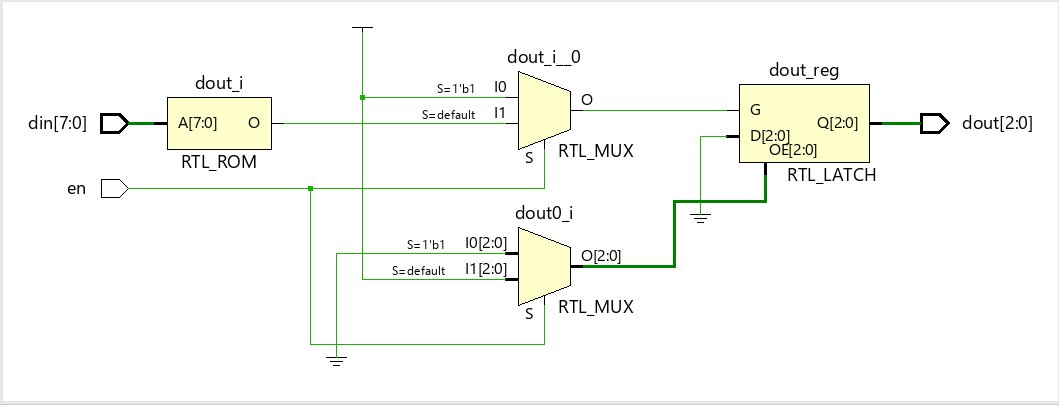 dout_i__0
dout_reg
dout_i
S=1'b1
I0
O
G
din[7:0]
A[7:0]
O
S=default
I1
D[2:0]
Q[2:0]
dout[2:0]
OE[2:0]
RTL_ROM
S
RTL_MUX
RTL_LATCH
en
dout0_i
S=1'b1
I0[2:0]
O[2:0]
S=default
I1[2:0]
S
RTL_MUX